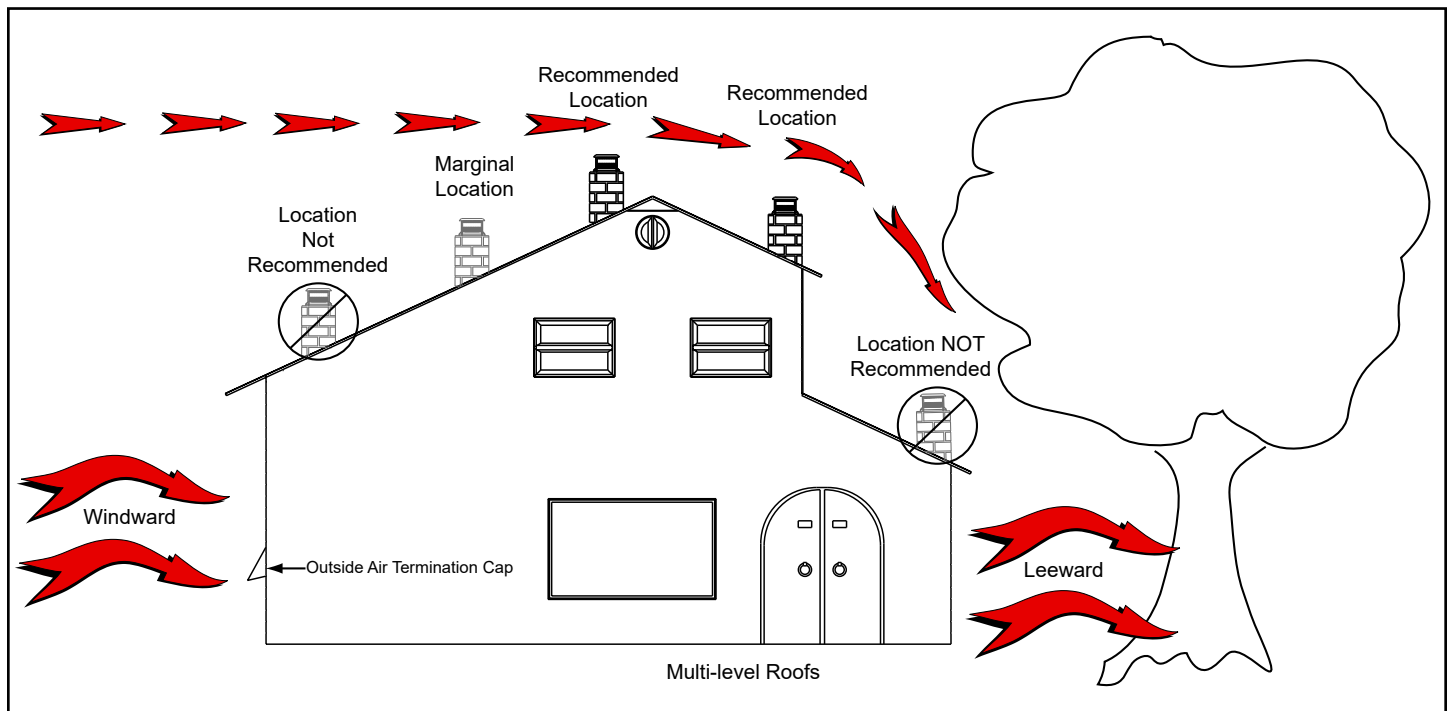 Recommended
Location
Recommended
Location
Marginal
Location
Location
Not
Recommended
Location NOT
Recommended
Windward
Outside Air Termination Cap
Leeward
Multi-level Roofs